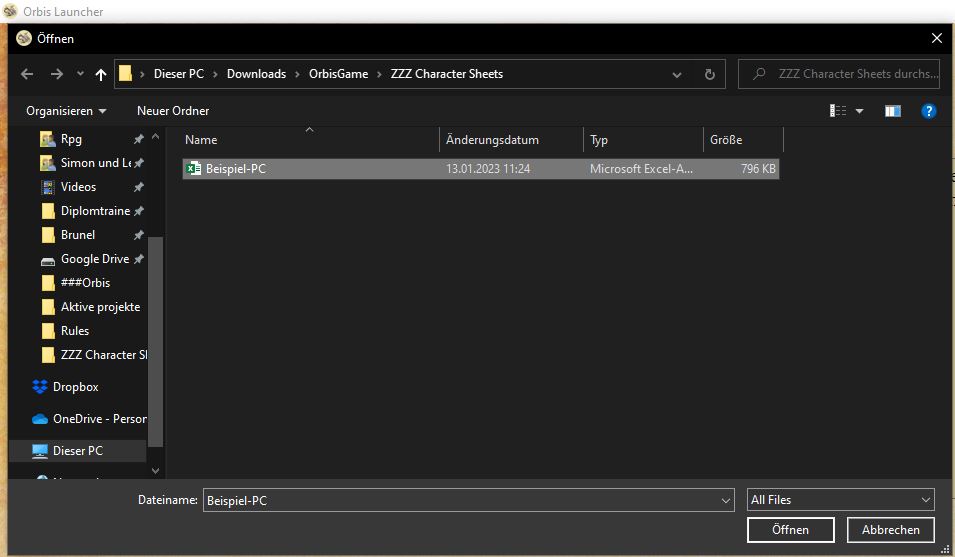 Orbis Launcher
Öffnen
Dieser PC > Downloads > OrbisGame > ZZZ Character Sheets
ZZZ Character Sheets durchs...
Organisieren Neuer Ordner
Name Änderungsdatum Typ Größe
Beispiel-PC 13.01.2023 11:24 Microsoft Excel-A... 796 KB
Rpg
Simon und Le
Videos
Diplomtraine
Brunel
Google Drive
###Orbis
Aktive projekte
Rules
ZZZ Character Sh
Dropbox
OneDrive - Person
Dieser PC
Dateiname: Beispiel-PC All Files
Öffnen Abbrechen